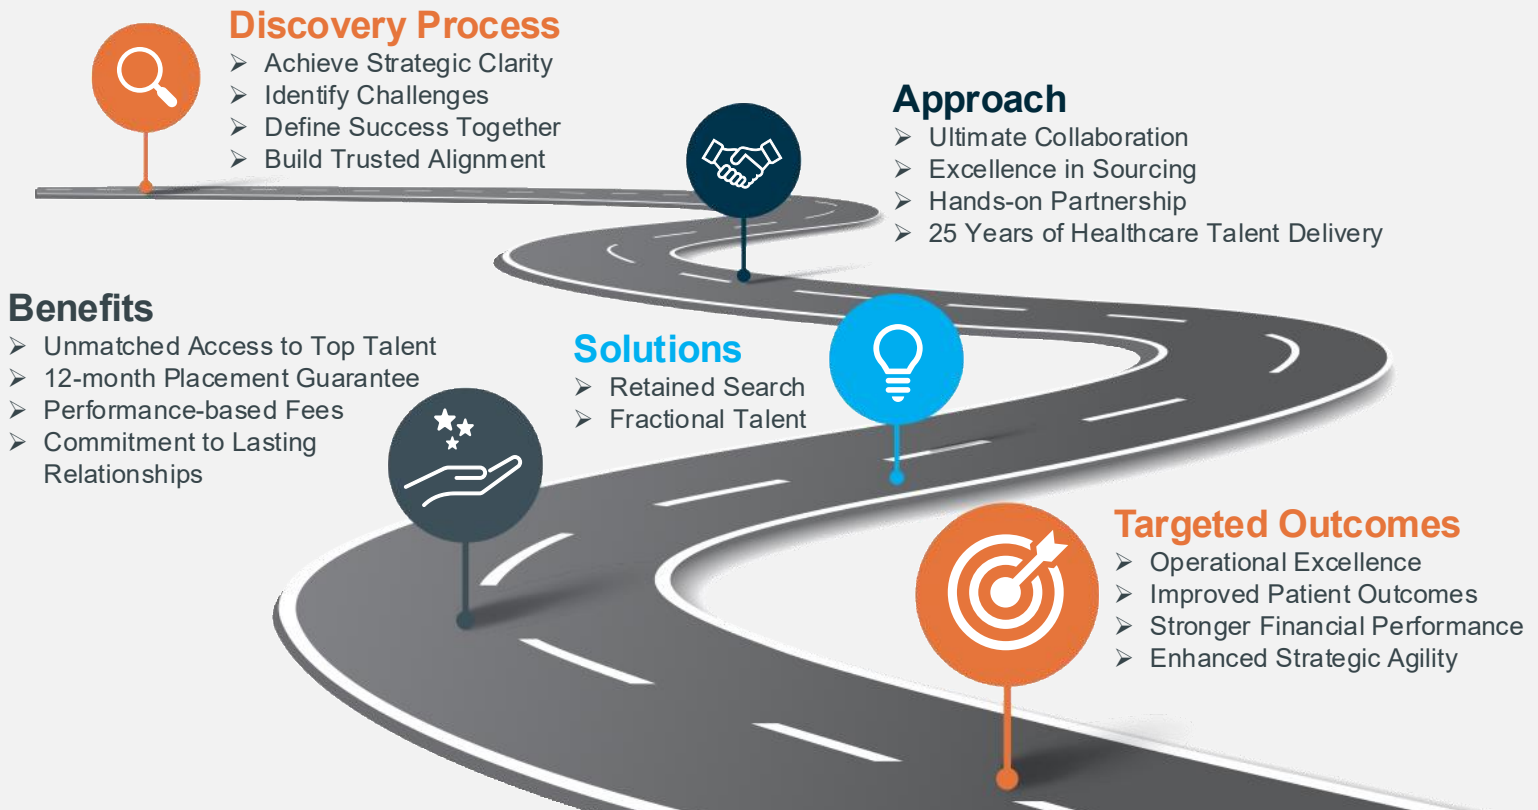 Discovery Process
➢ Achieve Strategic Clarity
➢ Identify Challenges
➢ Define Success Together
➢ Build Trusted Alignment
Approach
➢ Ultimate Collaboration
➢ Excellence in Sourcing
➢ Hands-on Partnership
➢ 25 Years of Healthcare Talent Delivery
Solutions
➢ Retained Search
➢ Fractional Talent
Benefits
➢ Unmatched Access to Top Talent
➢ 12-month Placement Guarantee
➢ Performance-based Fees
➢ Commitment to Lasting
Relationships
Targeted Outcomes
➢ Operational Excellence
➢ Improved Patient Outcomes
➢ Stronger Financial Performance
➢ Enhanced Strategic Agility